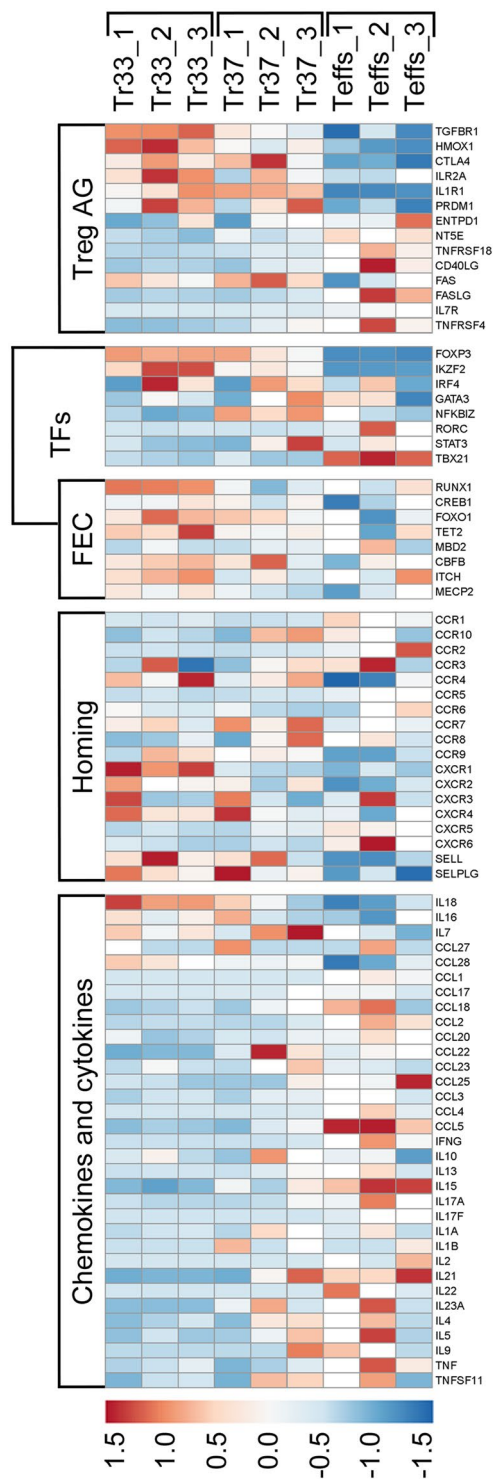 Tr33_1
Tr33_2
Tr33_3
Tr37_1
Tr37_2
Tr37_3
Teffs_1
Teffs_2
Teffs_3
Treg AG
TGFBR1
HMOX1
CTLA4
ILR2A
IL1R1
PRDM1
ENTPD1
NT5E
TNFRSF18
CD40LG
FAS
FASLG
IL7R
TNFRSF4
TFs
FOXP3
IKZF2
IRF4
GATA3
NFKBIZ
RORC
STAT3
TBX21
FEC
RUNX1
CREB1
FOXO1
TET2
MBD2
CBFB
ITCH
MECP2
Homing
CCR1
CCR10
CCR2
CCR3
CCR4
CCR5
CCR6
CCR7
CCR8
CCR9
CXCR1
CXCR2
CXCR3
CXCR4
CXCR5
CXCR6
SELL
SELPLG
Chemokines and cytokines
IL18
IL16
IL7
CCL27
CCL28
CCL1
CCL17
CCL18
CCL2
CCL20
CCL22
CCL23
CCL25
CCL3
CCL4
CCL5
IFNG
IL10
IL13
IL15
IL17A
IL17F
IL1A
IL1B
IL2
IL21
IL22
IL23A
IL4
IL5
IL9
TNF
TNFSF11
1.5
1.0
0.5
0.0
-0.5
-1.0
-1.5